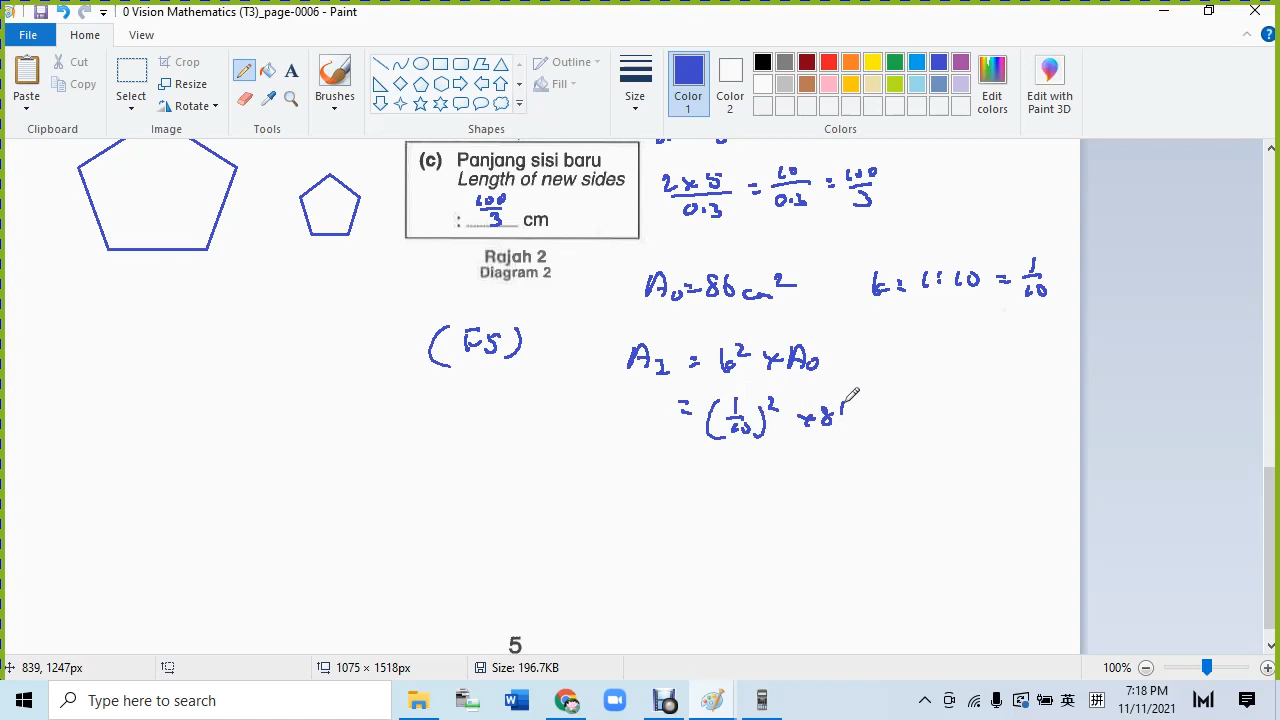 0 Vision Mathematics (T3)_page-0006 - Paint
File Home View
Paste Cut Copy Clipboard
Select Crop Resize Rotate Image
Tools
Brushes
Outline Fill Shapes
Size
Color 1 Color 2 Edit colors Colors
Edit with Paint 3D
(c) Panjang sisi baru
Length of new sides
: 100/3 cm
Rajah 2
Diagram 2
2 × 5 / 0.3 = 10 / 0.3 = 100 / 3
A₀ = 86 cm² k = 1:10 = 1/10
(F5)
A₁ = k² × A₀
= (1/10)² × 8
5
839, 1247px 1075 × 1518px Size: 196.7KB 100%
Type here to search 英 拼 7:18 PM
11/11/2021